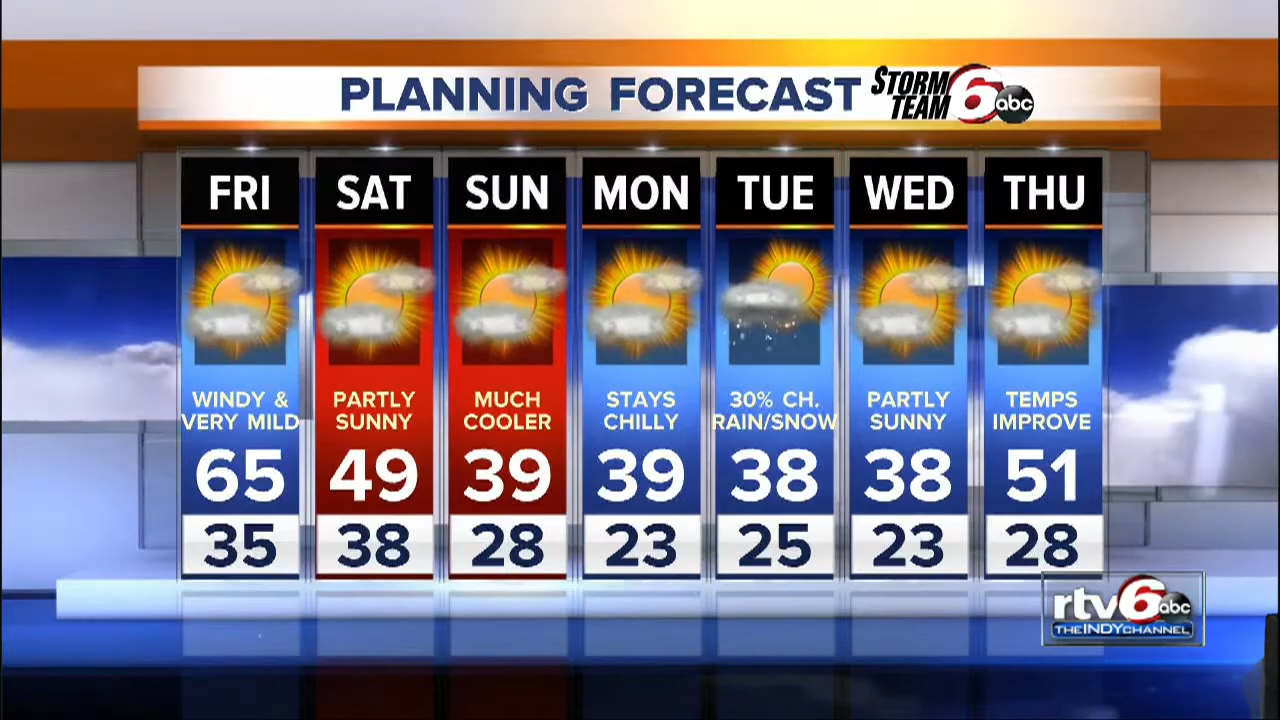 PLANNING FORECAST STORM TEAM 6 abc
FRI SAT SUN MON TUE WED THU
WINDY & VERY MILD
PARTLY SUNNY
MUCH COOLER
STAYS CHILLY
30% CH. RAIN/SNOW
PARTLY SUNNY
TEMPS IMPROVE
65 49 39 39 38 38 51
35 38 28 23 25 23 28
rtv6 abc
THE INDY CHANNEL